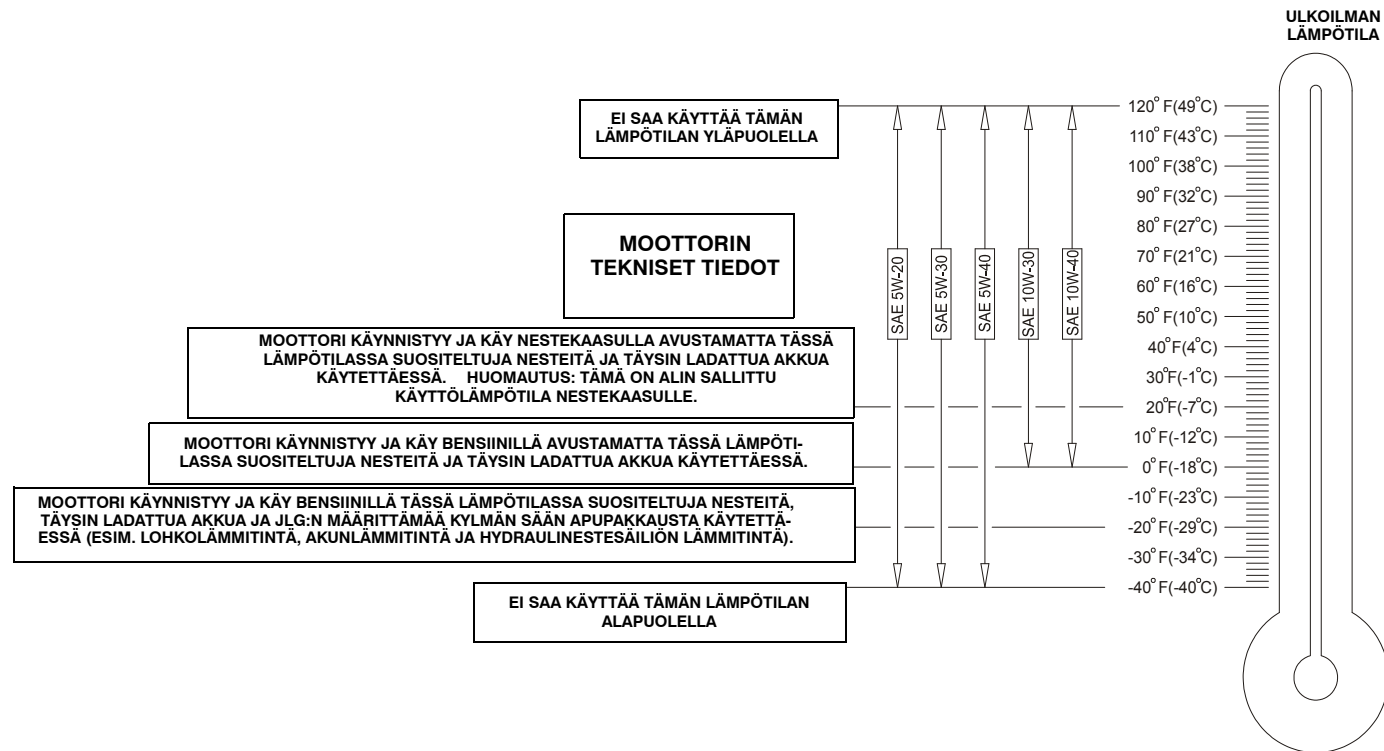 ULKOILMAN
LÄMPÖTILA
EI SAA KÄYTTÄÄ TÄMÄN
LÄMPÖTILAN YLÄPUOLELLA
MOOTTORIN
TEKNISET TIEDOT
MOOTTORI KÄYNNISTYY JA KÄY NESTEKAASULLA AVUSTAMATTA TÄSSÄ
LÄMPÖTILASSA SUOSITELTUJA NESTEITÄ JA TÄYSIN LADATTUA AKKUA
KÄYTETTÄESSÄ. HUOMAUTUS: TÄMÄ ON ALIN SALLITTU
KÄYTTÖLÄMPÖTILA NESTEKAASULLE.
MOOTTORI KÄYNNISTYY JA KÄY BENSIINILLÄ AVUSTAMATTA TÄSSÄ LÄMPÖTI-
LASSA SUOSITELTUJA NESTEITÄ JA TÄYSIN LADATTUA AKKUA KÄYTETTÄESSÄ.
MOOTTORI KÄYNNISTYY JA KÄY BENSIINILLÄ TÄSSÄ LÄMPÖTILASSA SUOSITELTUJA NESTEITÄ,
TÄYSIN LADATTUA AKKUA JA JLG:N MÄÄRITTÄMÄÄ KYLMÄN SÄÄN APUPAKKAUSTA KÄYTETTÄ-
ESSÄ (ESIM. LOHKOLÄMMITINTÄ, AKUNLÄMMITINTÄ JA HYDRAULINESTESÄILIÖN LÄMMITINTÄ).
EI SAA KÄYTTÄÄ TÄMÄN LÄMPÖTILAN
ALAPUOLELLA
SAE 5W-20
SAE 5W-30
SAE 5W-40
SAE 10W-30
SAE 10W-40
120° F(49°C)
110° F(43°C)
100° F(38°C)
90° F(32°C)
80° F(27°C)
70° F(21°C)
60° F(16°C)
50° F(10°C)
40° F(4°C)
30°F(-1°C)
20°F(-7°C)
10° F(-12°C)
0° F(-18°C)
-10° F(-23°C)
-20° F(-29°C)
-30° F(-34°C)
-40° F(-40°C)